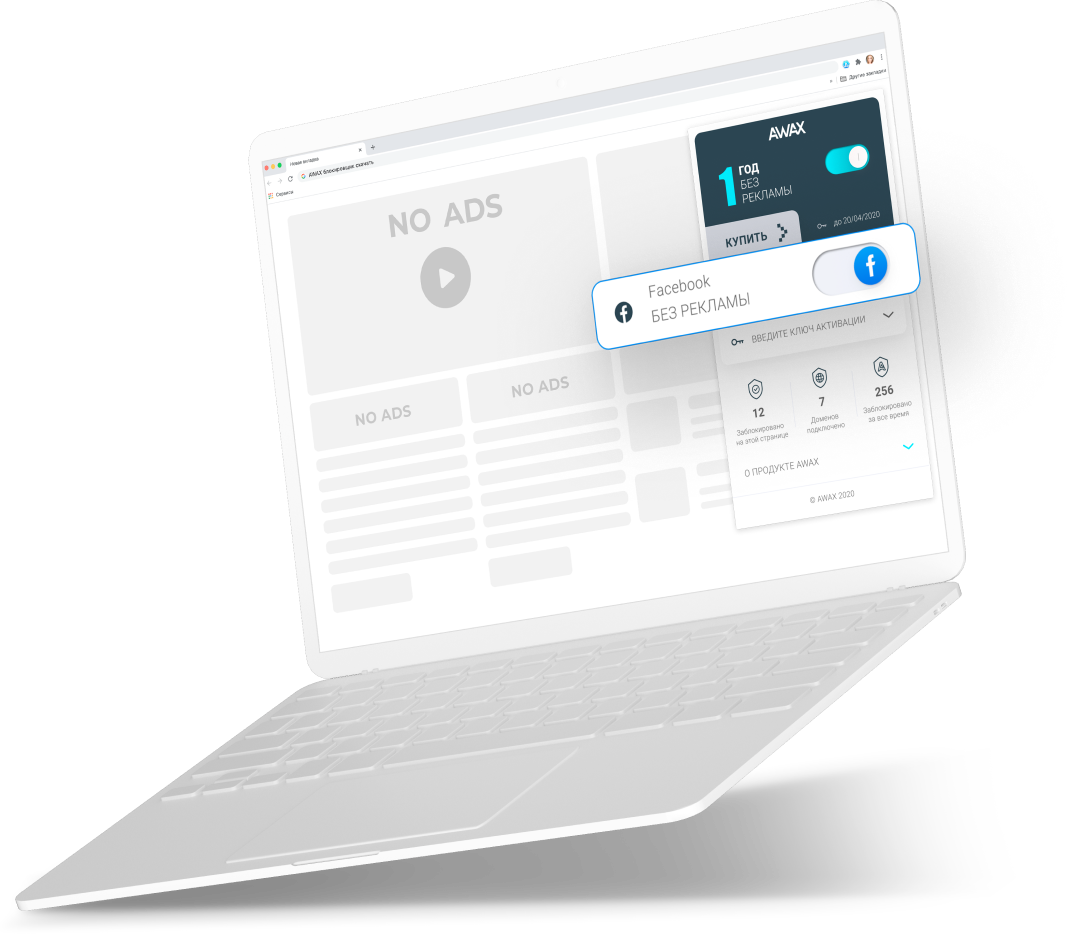 Новая вкладка
AWAX блокировщик скачать
Сервисы
Другие закладки
NO ADS
NO ADS
NO ADS
AWAX
1 ГОД
БЕЗ
РЕКЛАМЫ
КУПИТЬ
до 20/04/2020
Facebook
БЕЗ РЕКЛАМЫ
ВВЕДИТЕ КЛЮЧ АКТИВАЦИИ
12
Заблокировано
на этой странице
7
Доменов
подключено
256
Заблокировано
за все время
О ПРОДУКТЕ AWAX
© AWAX 2020